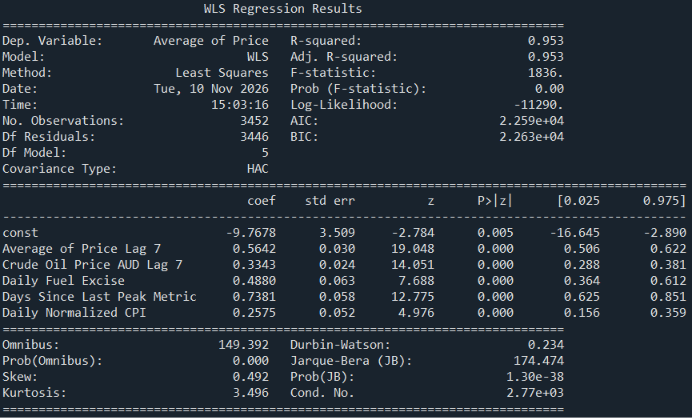 WLS Regression Results
==============================================================================
Dep. Variable:       Average of Price   R-squared:                       0.953
Model:                            WLS   Adj. R-squared:                  0.953
Method:                 Least Squares   F-statistic:                     1836.
Date:                Tue, 10 Nov 2026   Prob (F-statistic):               0.00
Time:                        15:03:16   Log-Likelihood:                -11290.
No. Observations:                3452   AIC:                         2.259e+04
Df Residuals:                    3446   BIC:                         2.263e+04
Df Model:                           5
Covariance Type:                  HAC
==========================================================================================
coef    std err          z      P>|z|      [0.025      0.975]
------------------------------------------------------------------------------------------
const                     -9.7678      3.509     -2.784      0.005     -16.645      -2.890
Average of Price Lag 7     0.5642      0.030     19.048      0.000       0.506       0.622
Crude Oil Price AUD Lag 7  0.3343      0.024     14.051      0.000       0.288       0.381
Daily Fuel Excise          0.4880      0.063      7.688      0.000       0.364       0.612
Days Since Last Peak Metric 0.7381     0.058     12.775      0.000       0.625       0.851
Daily Normalized CPI       0.2575      0.052      4.976      0.000       0.156       0.359
==============================================================================
Omnibus:                      149.392   Durbin-Watson:                   0.234
Prob(Omnibus):                  0.000   Jarque-Bera (JB):              174.474
Skew:                           0.492   Prob(JB):                     1.30e-38
Kurtosis:                       3.496   Cond. No.                     2.77e+03
==============================================================================